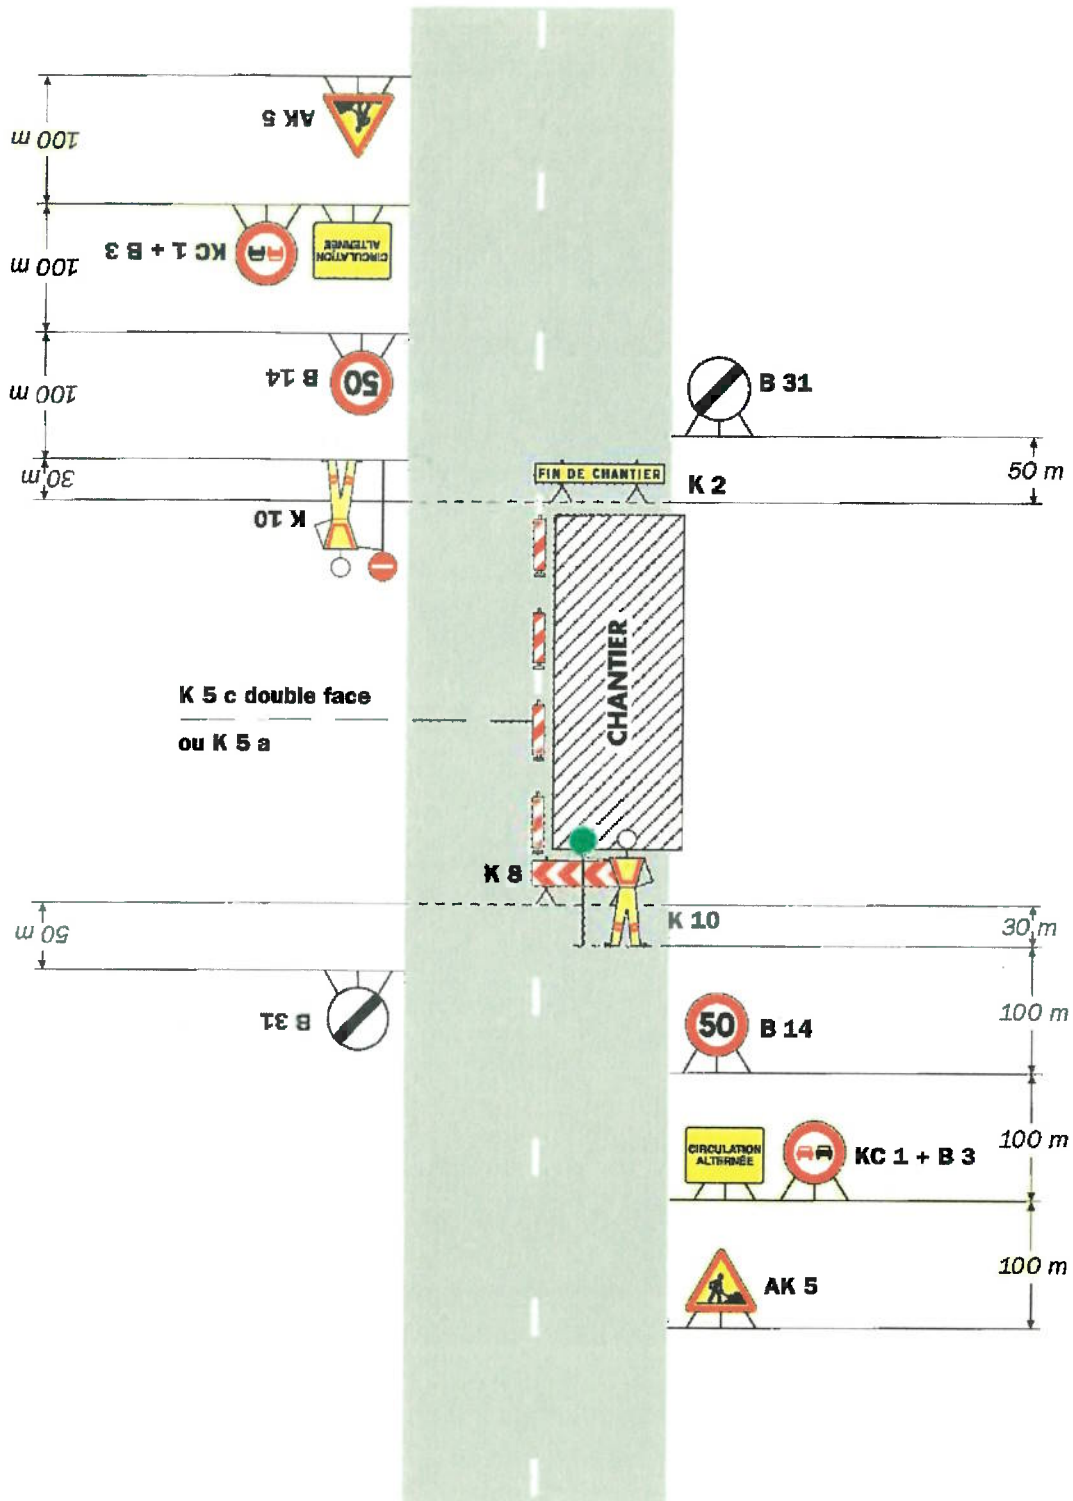 AK 5
100 m
KC 1 + B 3
CIRCULATION
ALTERNÉE
100 m
B 14
50
100 m
B 31
50 m
30 m
K 10
FIN DE CHANTIER
K 2
CHANTIER
K 5 c double face
ou K 5 a
K 8
K 10
30 m
50 m
B 31
50
B 14
100 m
CIRCULATION
ALTERNÉE
KC 1 + B 3
100 m
AK 5
100 m